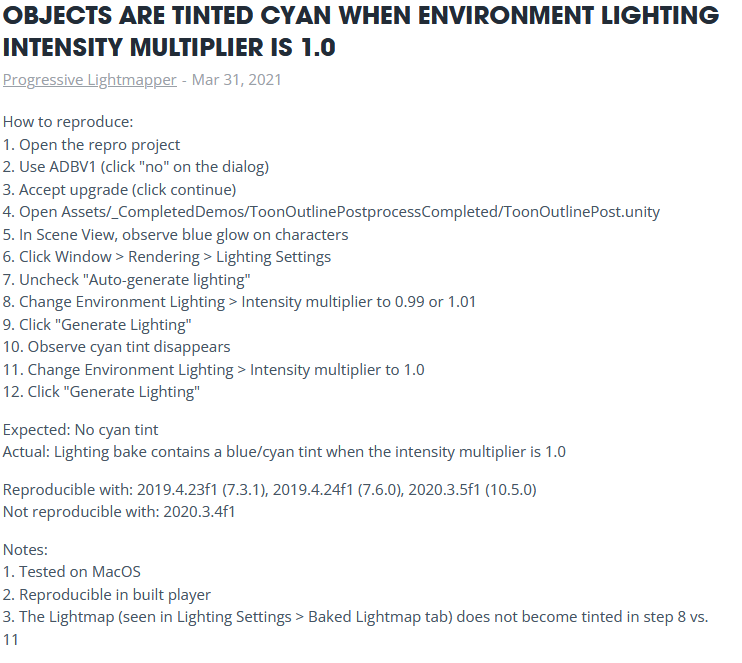 OBJECTS ARE TINTED CYAN WHEN ENVIRONMENT LIGHTING
INTENSITY MULTIPLIER IS 1.0
Progressive Lightmapper - Mar 31, 2021
How to reproduce:
1. Open the repro project
2. Use ADBV1 (click "no" on the dialog)
3. Accept upgrade (click continue)
4. Open Assets/_CompletedDemos/ToonOutlinePostprocessCompleted/ToonOutlinePost.unity
5. In Scene View, observe blue glow on characters
6. Click Window > Rendering > Lighting Settings
7. Uncheck "Auto-generate lighting"
8. Change Environment Lighting > Intensity multiplier to 0.99 or 1.01
9. Click "Generate Lighting"
10. Observe cyan tint disappears
11. Change Environment Lighting > Intensity multiplier to 1.0
12. Click "Generate Lighting"
Expected: No cyan tint
Actual: Lighting bake contains a blue/cyan tint when the intensity multiplier is 1.0
Reproducible with: 2019.4.23f1 (7.3.1), 2019.4.24f1 (7.6.0), 2020.3.5f1 (10.5.0)
Not reproducible with: 2020.3.4f1
Notes:
1. Tested on MacOS
2. Reproducible in built player
3. The Lightmap (seen in Lighting Settings > Baked Lightmap tab) does not become tinted in step 8 vs.
11